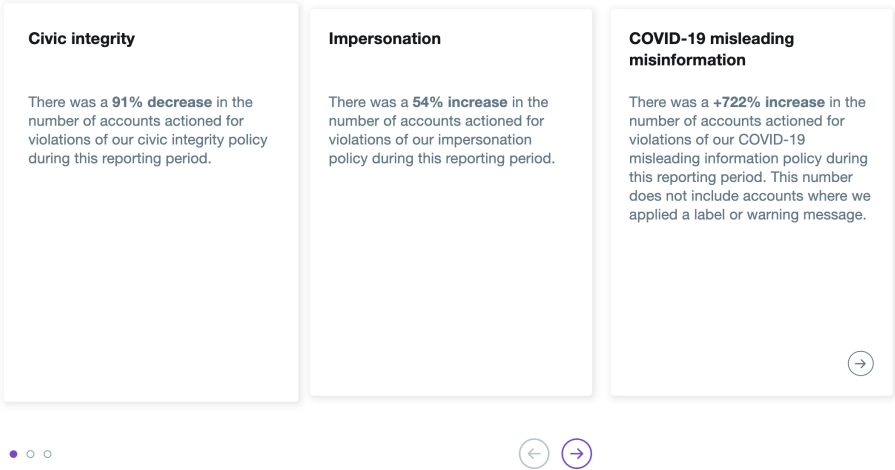 Civic integrity
There was a 91% decrease in the
number of accounts actioned for
violations of our civic integrity policy
during this reporting period.
Impersonation
There was a 54% increase in the
number of accounts actioned for
violations of our impersonation
policy during this reporting period.
COVID-19 misleading
misinformation
There was a +722% increase in the
number of accounts actioned for
violations of our COVID-19
misleading information policy during
this reporting period. This number
does not include accounts where we
applied a label or warning message.